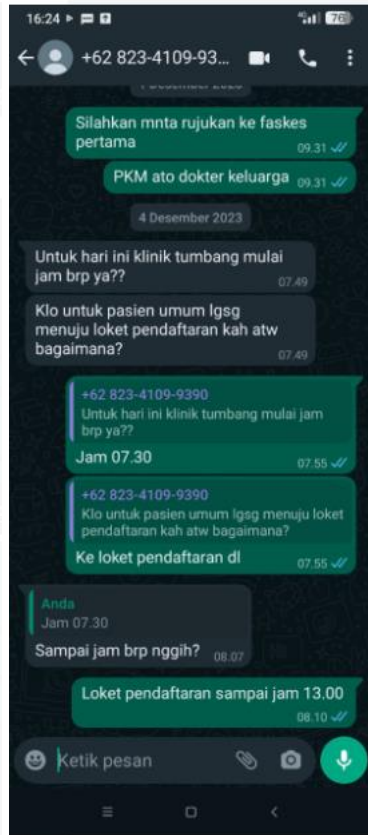 16:24
76
+62 823-4109-93...
Silahkan mnta rujukan ke faskes
pertama
09.31
PKM ato dokter keluarga 09.31
4 Desember 2023
Untuk hari ini klinik tumbang mulai
jam brp ya??
07.49
Klo untuk pasien umum lgsg
menuju loket pendaftaran kah atw
bagaimana?
07.49
+62 823-4109-9390
Untuk hari ini klinik tumbang mulai jam
brp ya??
Jam 07.30
07.55
+62 823-4109-9390
Klo untuk pasien umum lgsg menuju loket
pendaftaran kah atw bagaimana?
Ke loket pendaftaran dl
07.55
Anda
Jam 07.30
Sampai jam brp nggih? 08.07
Loket pendaftaran sampai jam 13.00
08.10
Ketik pesan